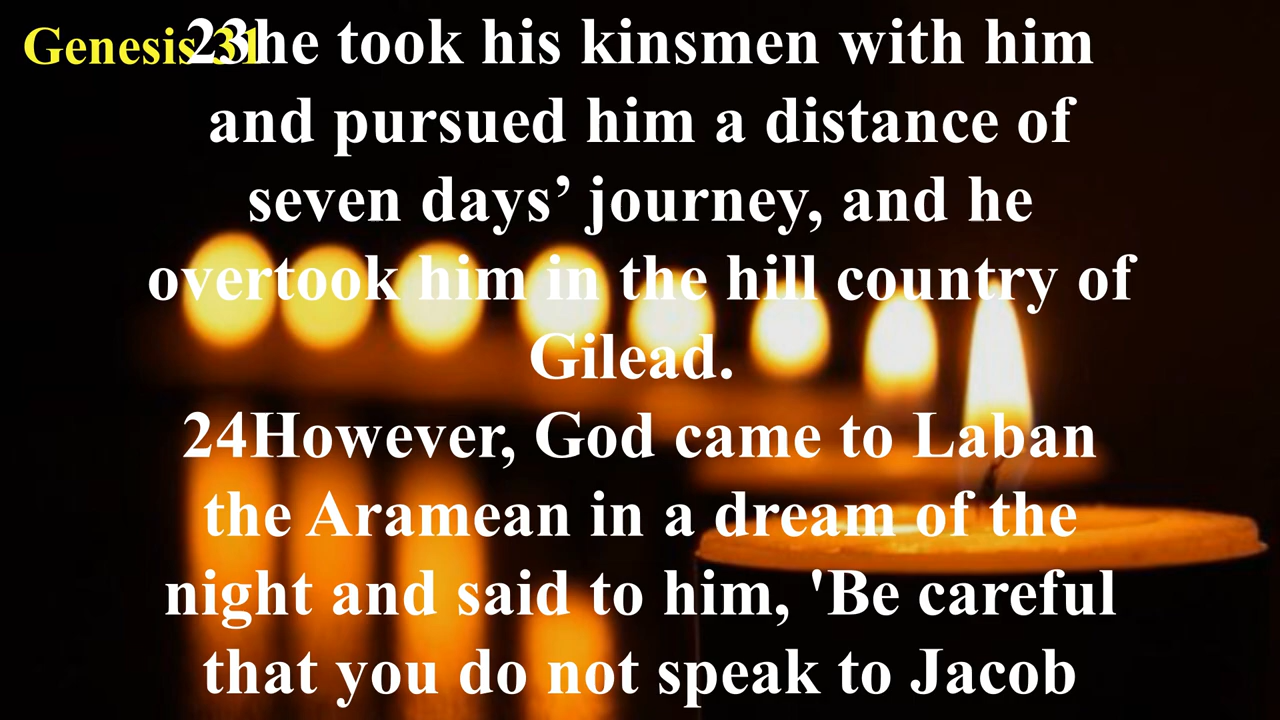 Genesis 31
23he took his kinsmen with him
and pursued him a distance of
seven days’ journey, and he
overtook him in the hill country of
Gilead.
24However, God came to Laban
the Aramean in a dream of the
night and said to him, 'Be careful
that you do not speak to Jacob